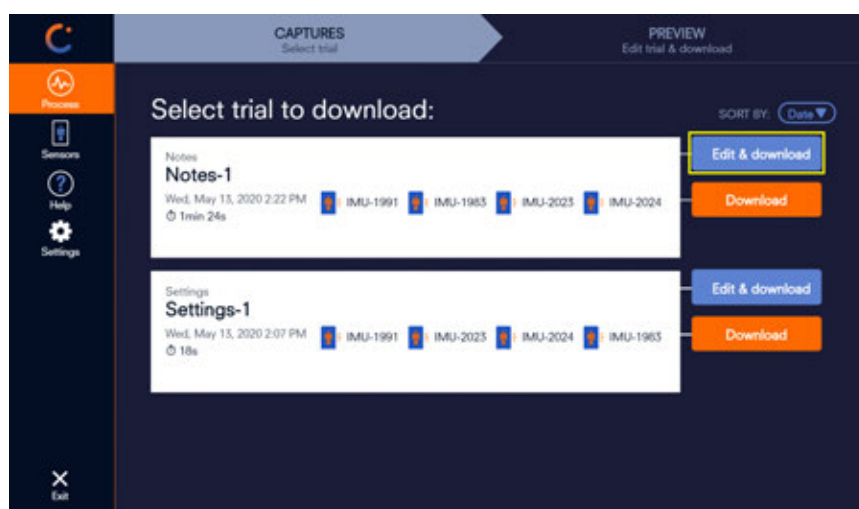 CAPTURES
Select trial
PREVIEW
Edit trial & download
Process
Sensors
Help
Settings
Exit
Select trial to download:
SORT BY: Date▼
Notes
Notes-1
Wed, May 13, 2020 2:22 PM
1min 24s
IMU-1991 IMU-1983 IMU-2023 IMU-2024
Edit & download
Download
Settings
Settings-1
Wed, May 13, 2020 2:07 PM
18s
IMU-1991 IMU-2023 IMU-2024 IMU-1983
Edit & download
Download